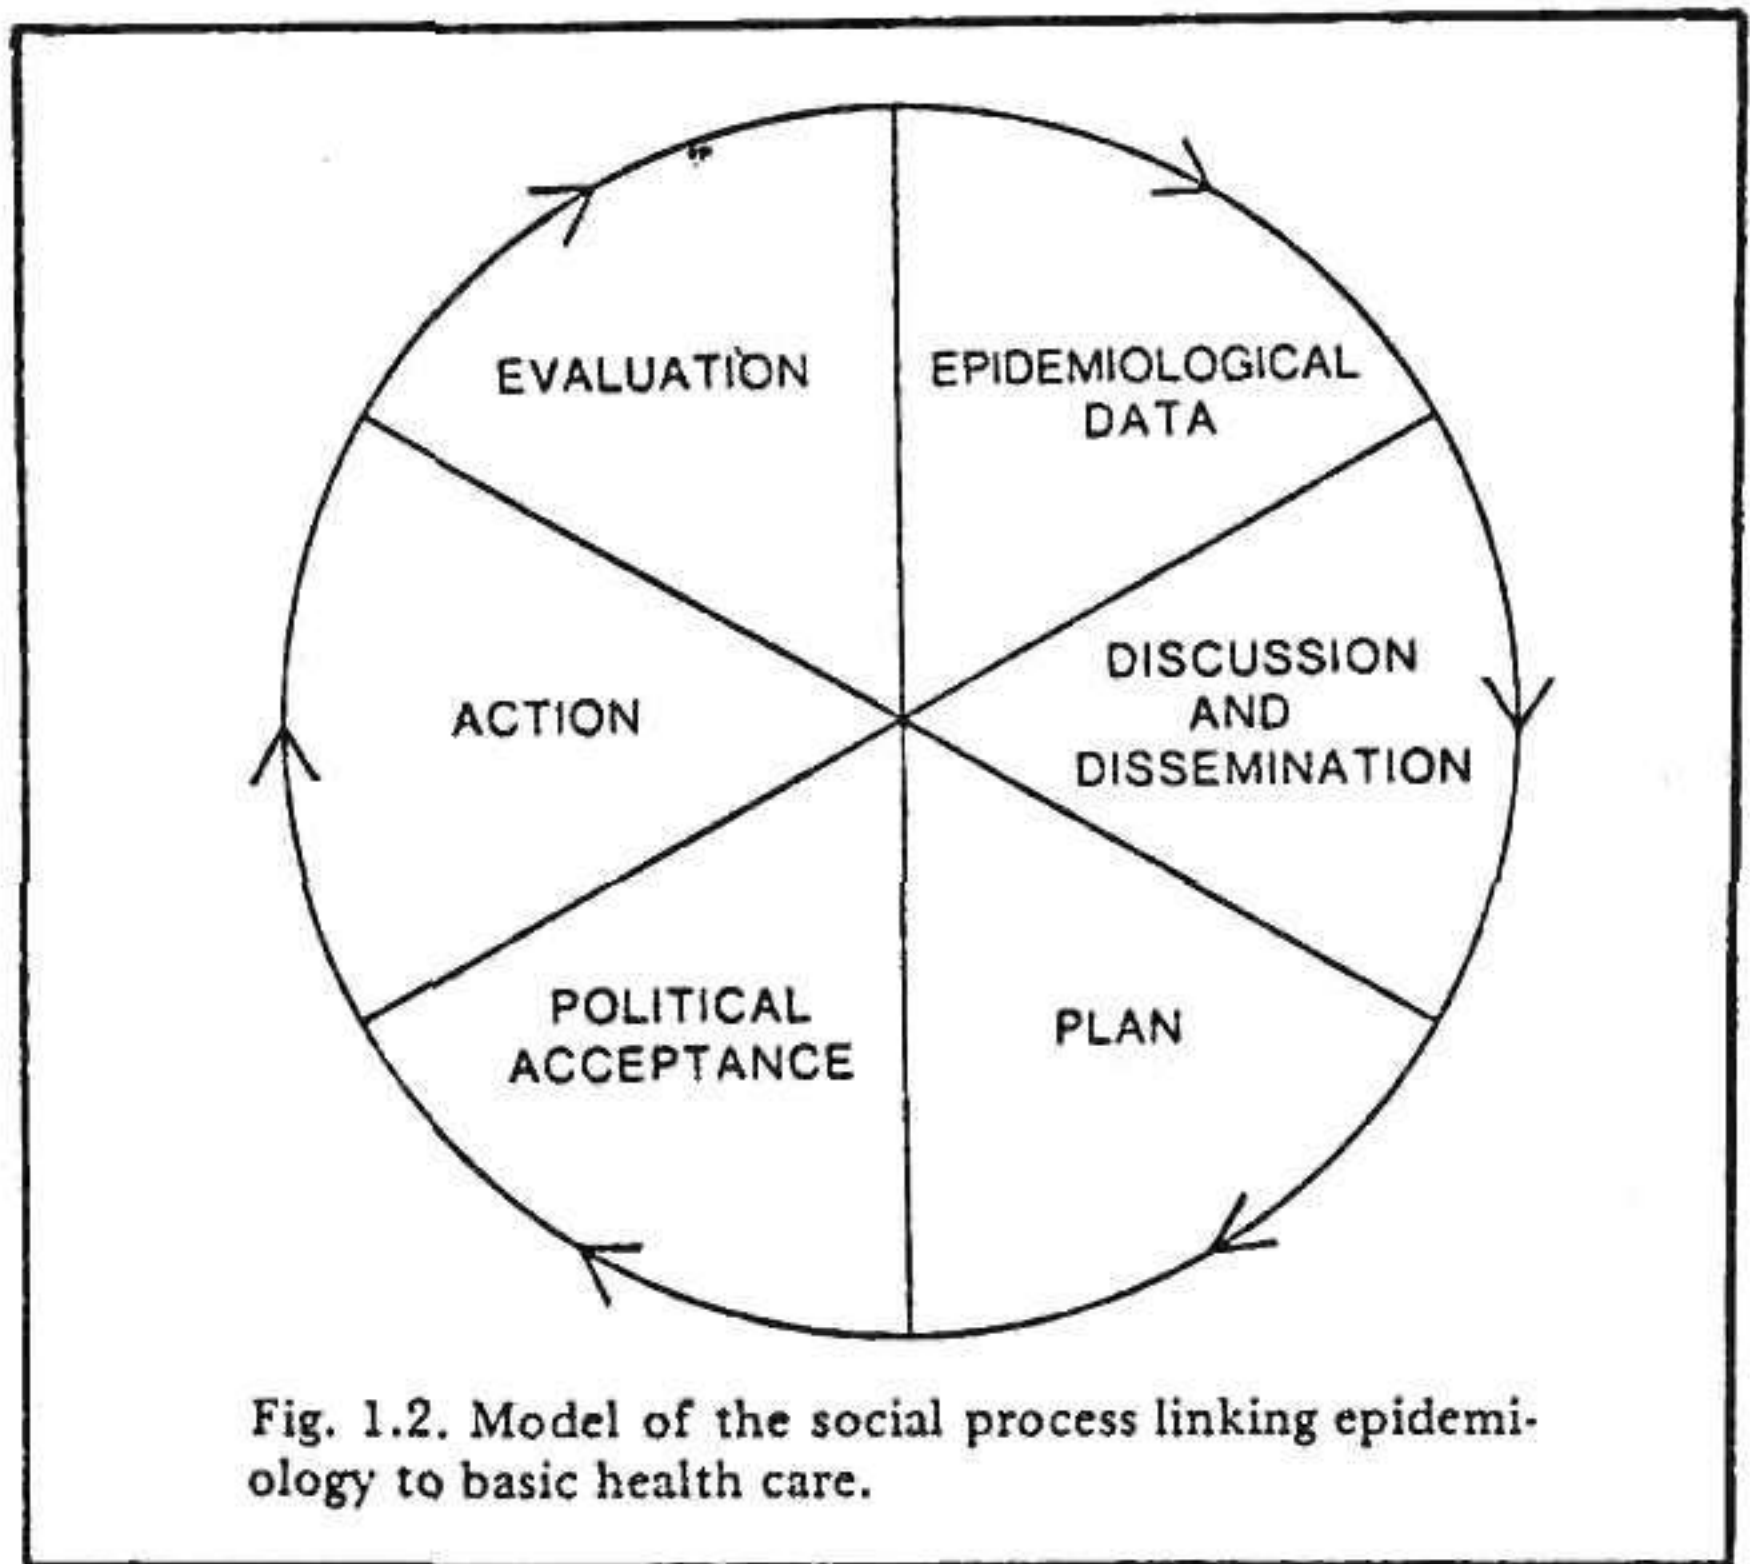 EVALUATION
EPIDEMIOLOGICAL
DATA
DISCUSSION
AND
DISSEMINATION
ACTION
POLITICAL
ACCEPTANCE
PLAN
Fig. 1.2. Model of the social process linking epidemi-
ology to basic health care.